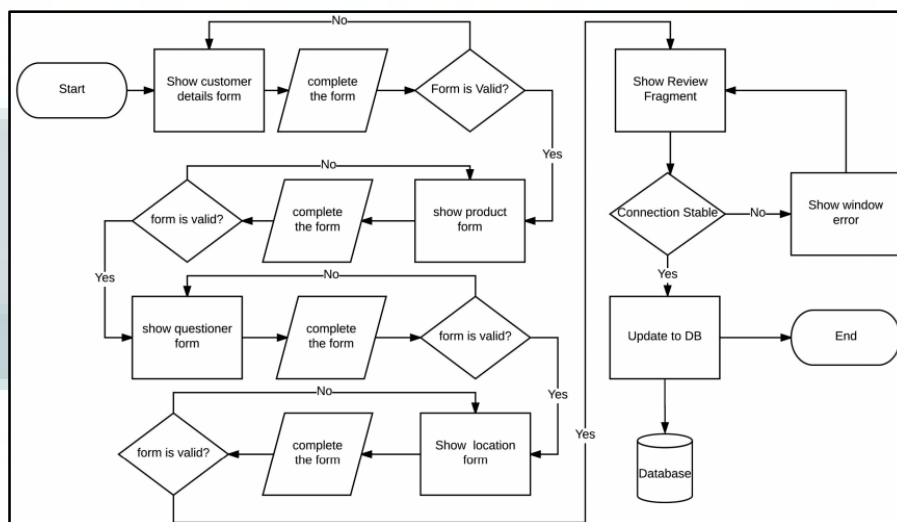 No
Start
Show customer
details form
complete
the form
Form is Valid?
Yes
No
show product
form
complete
the form
form is valid?
Yes
No
show questioner
form
complete
the form
form is valid?
Yes
No
Show location
form
complete
the form
form is valid?
Yes
Show Review
Fragment
Connection Stable
No
Show window
error
Yes
Update to DB
End
Database